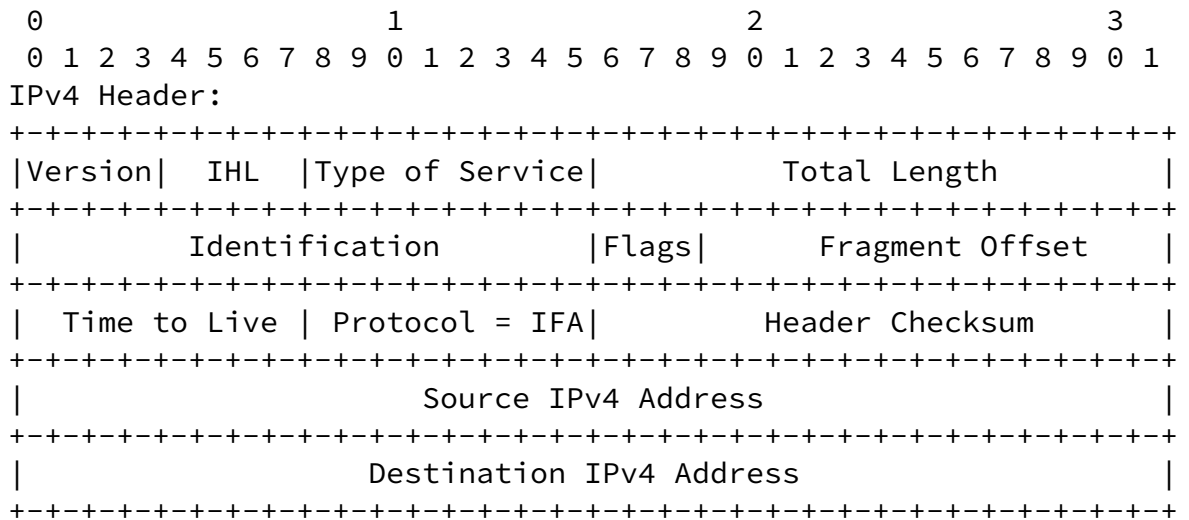 0                   1                   2                   3
 0 1 2 3 4 5 6 7 8 9 0 1 2 3 4 5 6 7 8 9 0 1 2 3 4 5 6 7 8 9 0 1
IPv4 Header:
+-+-+-+-+-+-+-+-+-+-+-+-+-+-+-+-+-+-+-+-+-+-+-+-+-+-+-+-+-+-+-+-+
|Version|  IHL  |Type of Service|          Total Length         |
+-+-+-+-+-+-+-+-+-+-+-+-+-+-+-+-+-+-+-+-+-+-+-+-+-+-+-+-+-+-+-+-+
|         Identification        |Flags|      Fragment Offset    |
+-+-+-+-+-+-+-+-+-+-+-+-+-+-+-+-+-+-+-+-+-+-+-+-+-+-+-+-+-+-+-+-+
|  Time to Live | Protocol = IFA|         Header Checksum       |
+-+-+-+-+-+-+-+-+-+-+-+-+-+-+-+-+-+-+-+-+-+-+-+-+-+-+-+-+-+-+-+-+
|                      Source IPv4 Address                      |
+-+-+-+-+-+-+-+-+-+-+-+-+-+-+-+-+-+-+-+-+-+-+-+-+-+-+-+-+-+-+-+-+
|                   Destination IPv4 Address                    |
+-+-+-+-+-+-+-+-+-+-+-+-+-+-+-+-+-+-+-+-+-+-+-+-+-+-+-+-+-+-+-+-+